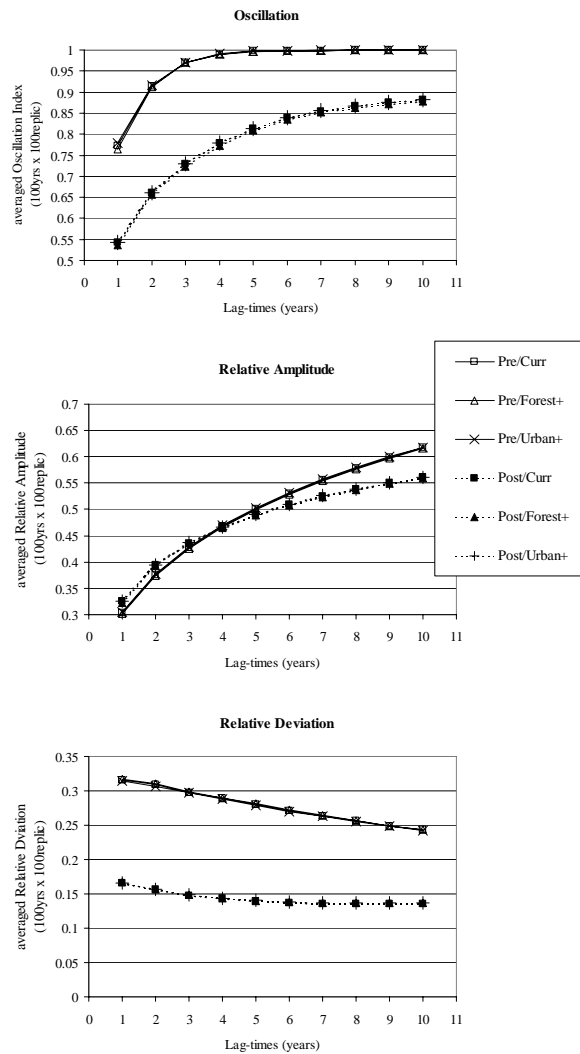 Oscillation
averaged Oscillation Index
(100yrs x 100replic)
1
0.95
0.9
0.85
0.8
0.75
0.7
0.65
0.6
0.55
0.5
0 1 2 3 4 5 6 7 8 9 10 11
Lag-times (years)
Relative Amplitude
averaged Relative Amplitude
(100yrs x 100replic)
0.7
0.65
0.6
0.55
0.5
0.45
0.4
0.35
0.3
0 1 2 3 4 5 6 7 8 9 10 11
Lag-times (years)
Pre/Curr
Pre/Forest+
Pre/Urban+
Post/Curr
Post/Forest+
Post/Urban+
Relative Deviation
averaged Relative Dviation
(100yrs x 100replic)
0.35
0.3
0.25
0.2
0.15
0.1
0.05
0
0 1 2 3 4 5 6 7 8 9 10 11
Lag-times (years)